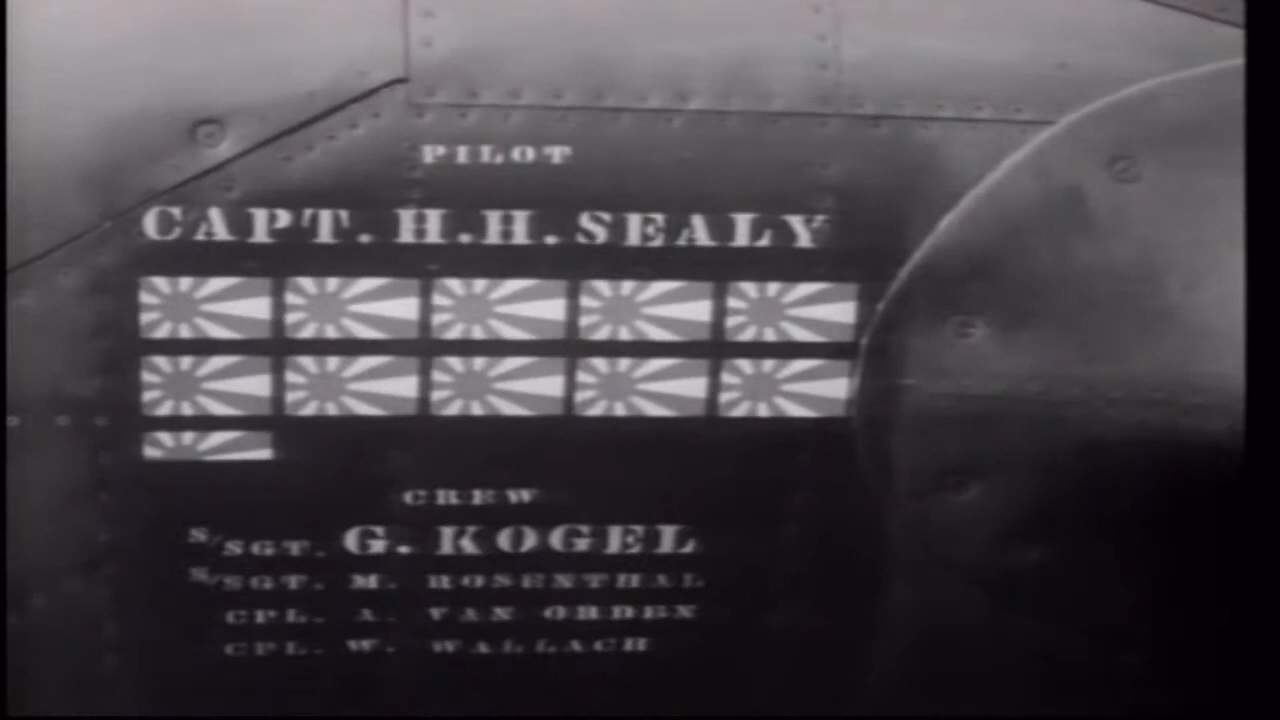 PILOT
CAPT. H.H. SEALY
CREW
S/SGT. G. KOGEL
S/SGT. M. ROSENTHAL
CPL. A. VAN ORDEN
CPL. W. WALLACH